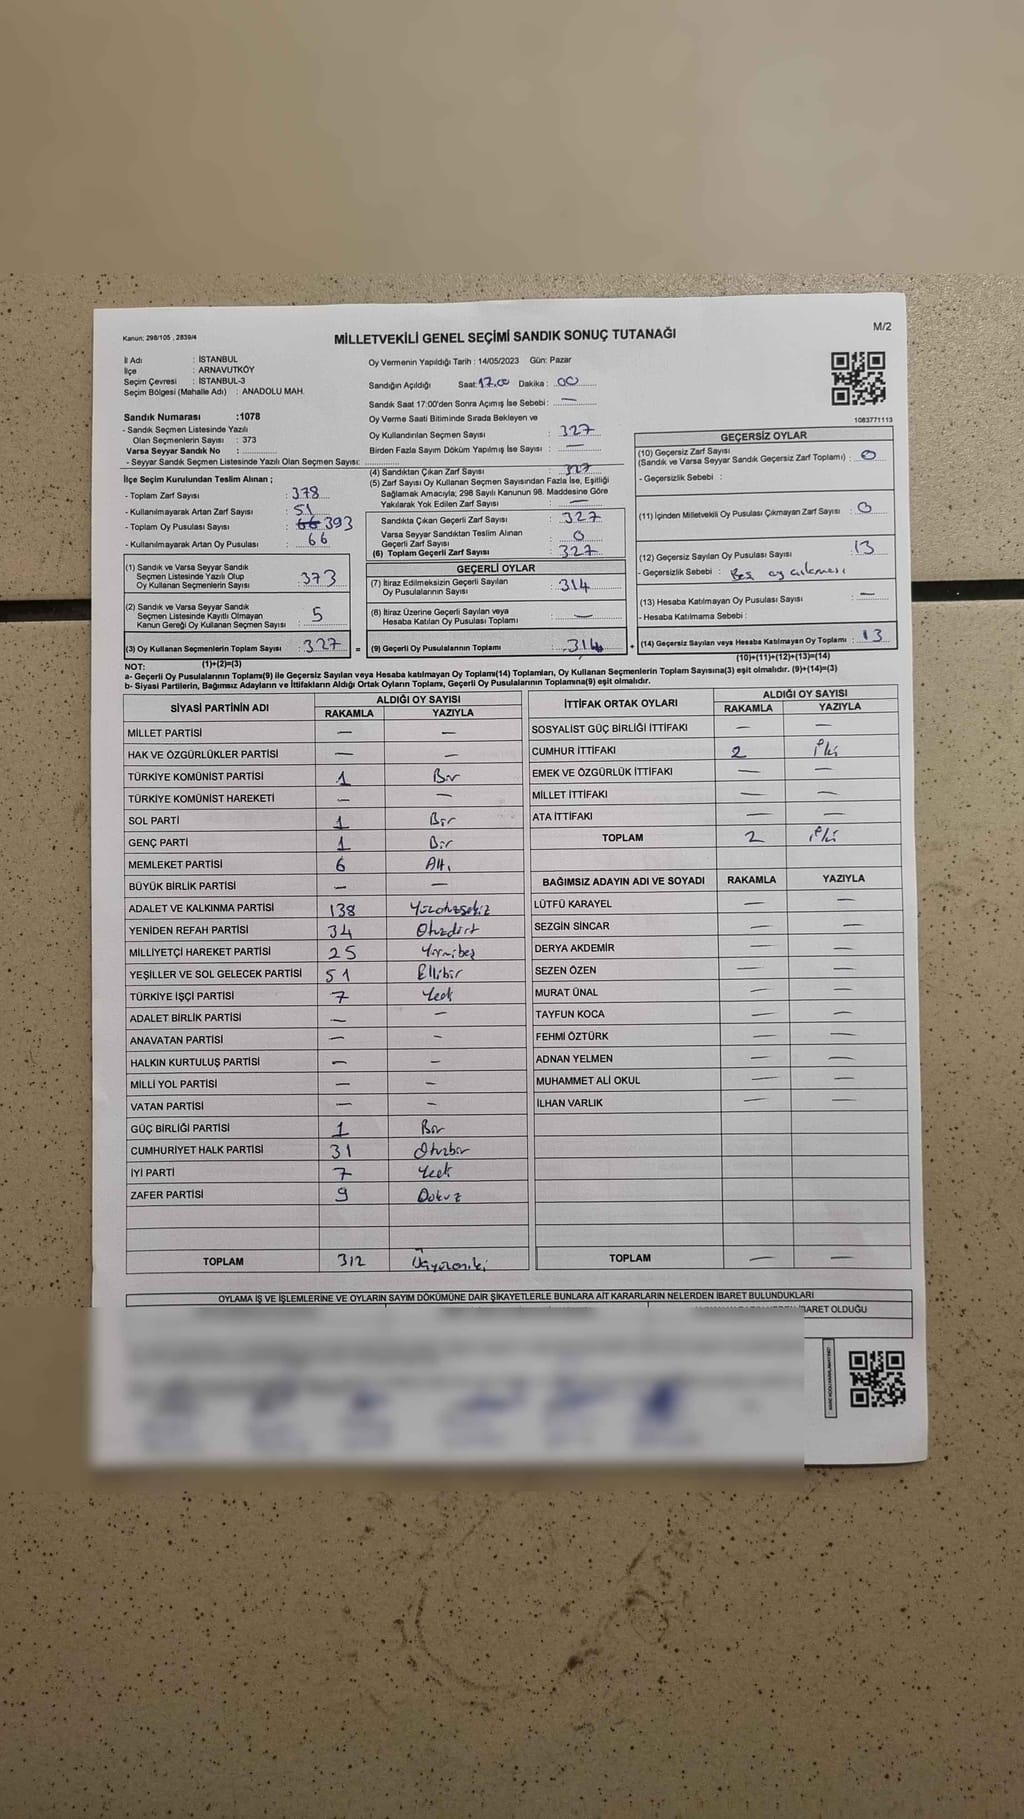 Kanun: 298/105 , 2839/4
MİLLETVEKİLİ GENEL SEÇİMİ SANDIK SONUÇ TUTANAĞI
M/2
İl Adı : İSTANBUL
İlçe : ARNAVUTKÖY
Seçim Çevresi : İSTANBUL-3
Seçim Bölgesi (Mahalle Adı) : ANADOLU MAH.
Sandık Numarası :1078
- Sandık Seçmen Listesinde Yazılı
Olan Seçmenlerin Sayısı : 373
Varsa Seyyar Sandık No :
- Seyyar Sandık Seçmen Listesinde Yazılı Olan Seçmen Sayısı:
İlçe Seçim Kurulundan Teslim Alınan ;
- Toplam Zarf Sayısı : 378
- Kullanılmayarak Artan Zarf Sayısı : 51
- Toplam Oy Pusulası Sayısı : 66 393
- Kullanılmayarak Artan Oy Pusulası : 66
(1) Sandık ve Varsa Seyyar Sandık
Seçmen Listesinde Yazılı Olup
Oy Kullanan Seçmenlerin Sayısı : 373
(2) Sandık ve Varsa Seyyar Sandık
Seçmen Listesinde Kayıtlı Olmayan
Kanun Gereği Oy Kullanan Seçmen Sayısı : 5
(3) Oy Kullanan Seçmenlerin Toplam Sayısı : 327
(1)+(2)=(3)
Oy Vermenin Yapıldığı Tarih : 14/05/2023 Gün: Pazar
Sandığın Açıldığı Saat: 17.00 Dakika : 00
Sandık Saat 17:00'den Sonra Açımış İse Sebebi : —
Oy Verme Saati Bitiminde Sırada Bekleyen ve
Oy Kullandırılan Seçmen Sayısı : 327
Birden Fazla Sayım Döküm Yapılmış İse Sayısı : —
(4) Sandıktan Çıkan Zarf Sayısı : 327
(5) Zarf Sayısı Oy Kullanan Seçmen Sayısından Fazla İse, Eşitliği
Sağlamak Amacıyla; 298 Sayılı Kanunun 98. Maddesine Göre
Yakılarak Yok Edilen Zarf Sayısı : —
Sandıkta Çıkan Geçerli Zarf Sayısı : 327
Varsa Seyyar Sandıktan Teslim Alınan
Geçerli Zarf Sayısı : 0
(6) Toplam Geçerli Zarf Sayısı : 327
GEÇERLİ OYLAR
(7) İtiraz Edilmeksizin Geçerli Sayılan
Oy Pusulalarının Sayısı : 314
(8) İtiraz Üzerine Geçerli Sayılan veya
Hesaba Katılan Oy Pusulası Toplamı : —
= (9) Geçerli Oy Pusulalarının Toplamı : 314 +
1083771113
GEÇERSİZ OYLAR
(10) Geçersiz Zarf Sayısı
(Sandık ve Varsa Seyyar Sandık Geçersiz Zarf Toplamı) : 0
- Geçersizlik Sebebi :
(11) İçinden Milletvekili Oy Pusulası Çıkmayan Zarf Sayısı : 0
(12) Geçersiz Sayılan Oy Pusulası Sayısı : 13
- Geçersizlik Sebebi : Boş oy
(13) Hesaba Katılmayan Oy Pusulası Sayısı : —
- Hesaba Katılmama Sebebi :
(14) Geçersiz Sayılan veya Hesaba Katılmayan Oy Toplamı : 13
(10)+(11)+(12)+(13)=(14)
NOT:
a- Geçerli Oy Pusulalarının Toplamı(9) ile Geçersiz Sayılan veya Hesaba katılmayan Oy Toplamı(14) Toplamları, Oy Kullanan Seçmenlerin Toplam Sayısına(3) eşit olmalıdır. (9)+(14)=(3)
b- Siyasi Partilerin, Bağımsız Adayların ve İttifakların Aldığı Ortak Oyların Toplamı, Geçerli Oy Pusulalarının Toplamına(9) eşit olmalıdır.
SİYASİ PARTİNİN ADI ALDIĞI OY SAYISI
RAKAMLA YAZIYLA
MİLLET PARTİSİ — —
HAK VE ÖZGÜRLÜKLER PARTİSİ — —
TÜRKİYE KOMÜNİST PARTİSİ 1 Bir
TÜRKİYE KOMÜNİST HAREKETİ — —
SOL PARTİ 1 Bir
GENÇ PARTİ 1 Bir
MEMLEKET PARTİSİ 6 Altı
BÜYÜK BİRLİK PARTİSİ — —
ADALET VE KALKINMA PARTİSİ 138 Yüzotuzsekiz
YENİDEN REFAH PARTİSİ 34 Otuzdört
MİLLİYETÇİ HAREKET PARTİSİ 25 Yirmibeş
YEŞİLLER VE SOL GELECEK PARTİSİ 51 Ellibir
TÜRKİYE İŞÇİ PARTİSİ 7 Yedi
ADALET BİRLİK PARTİSİ — —
ANAVATAN PARTİSİ — —
HALKIN KURTULUŞ PARTİSİ — —
MİLLİ YOL PARTİSİ — —
VATAN PARTİSİ — —
GÜÇ BİRLİĞİ PARTİSİ 1 Bir
CUMHURİYET HALK PARTİSİ 31 Otuzbir
İYİ PARTİ 7 Yedi
ZAFER PARTİSİ 9 Dokuz
TOPLAM 312 Üçyüzoniki
İTTİFAK ORTAK OYLARI ALDIĞI OY SAYISI
RAKAMLA YAZIYLA
SOSYALİST GÜÇ BİRLİĞİ İTTİFAKI — —
CUMHUR İTTİFAKI 2 İki
EMEK VE ÖZGÜRLÜK İTTİFAKI — —
MİLLET İTTİFAKI — —
ATA İTTİFAKI — —
TOPLAM 2 İki
BAĞIMSIZ ADAYIN ADI VE SOYADI RAKAMLA YAZIYLA
LÜTFÜ KARAYEL — —
SEZGİN SİNCAR — —
DERYA AKDEMİR — —
SEZEN ÖZEN — —
MURAT ÜNAL — —
TAYFUN KOCA — —
FEHMİ ÖZTÜRK — —
ADNAN YELMEN — —
MUHAMMET ALİ OKUL — —
İLHAN VARLIK — —
TOPLAM — —
OYLAMA İŞ VE İŞLEMLERİNE VE OYLARIN SAYIM DÖKÜMÜNE DAİR ŞİKAYETLERLE BUNLARA AİT KARARLARIN NELERDEN İBARET BULUNDUKLARI
İBARET OLDUĞU